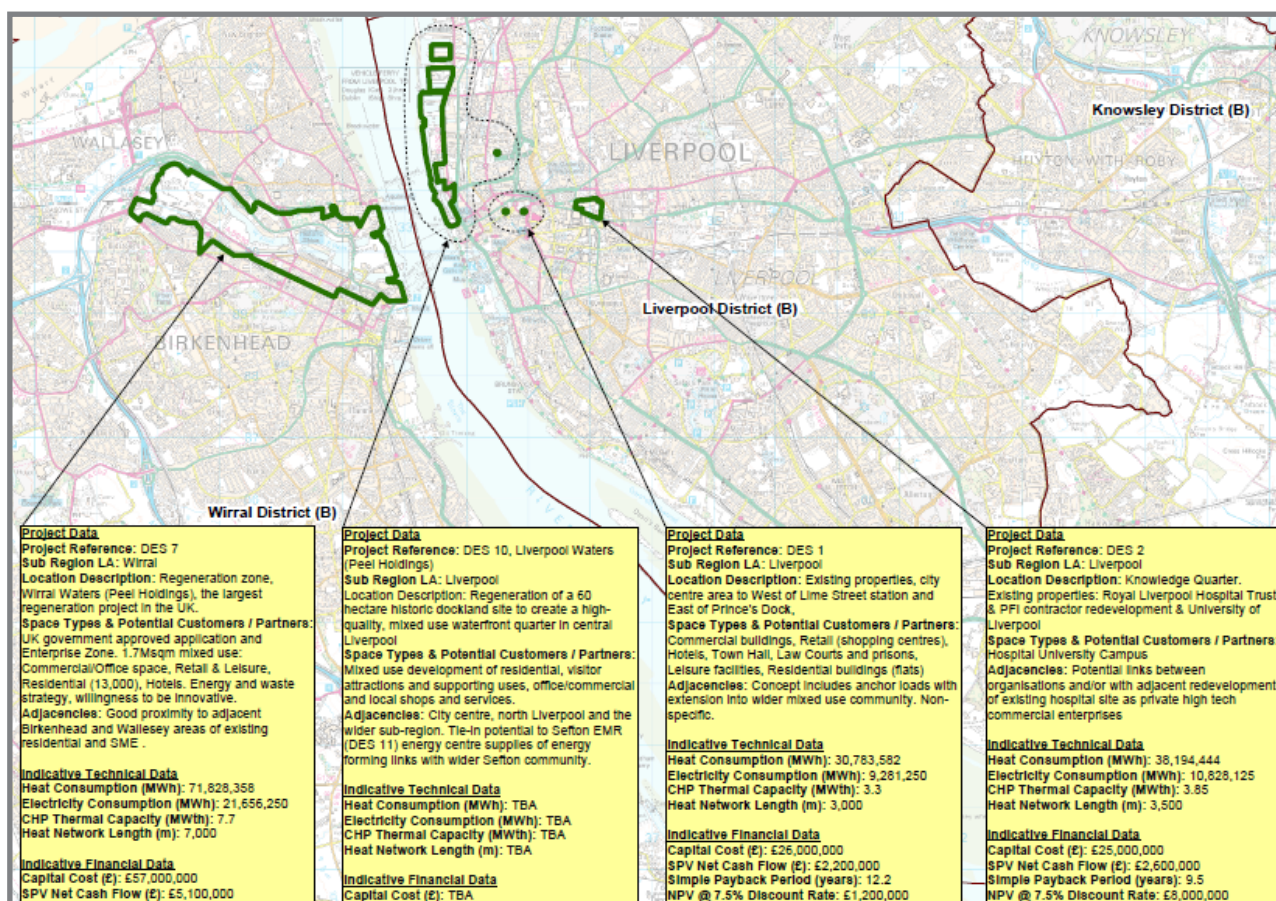 KNOWSLEY
Knowsley District (B)
WALLASEY
LIVERPOOL
HUYTON-WITH-ROBY
LIVERPOOL
Liverpool District (B)
BIRKENHEAD
Wirral District (B)
Project Data
Project Reference: DES 7
Sub Region LA: Wirral
Location Description: Regeneration zone,
Wirral Waters (Peel Holdings), the largest
regeneration project in the UK.
Space Types & Potential Customers / Partners:
UK government approved application and
Enterprise Zone. 1.7Msqm mixed use:
Commercial/Office space, Retail & Leisure,
Residential (13,000), Hotels. Energy and waste
strategy, willingness to be innovative.
Adjacencies: Good proximity to adjacent
Birkenhead and Wallesey areas of existing
residential and SME .
Indicative Technical Data
Heat Consumption (MWh): 71,828,358
Electricity Consumption (MWh): 21,656,250
CHP Thermal Capacity (MWth): 7.7
Heat Network Length (m): 7,000
Indicative Financial Data
Capital Cost (£): £57,000,000
SPV Net Cash Flow (£): £5,100,000
Project Data
Project Reference: DES 10, Liverpool Waters
(Peel Holdings)
Sub Region LA: Liverpool
Location Description: Regeneration of a 60
hectare historic dockland site to create a high-
quality, mixed use waterfront quarter in central
Liverpool
Space Types & Potential Customers / Partners:
Mixed use development of residential, visitor
attractions and supporting uses, office/commercial
and local shops and services.
Adjacencies: City centre, north Liverpool and the
wider sub-region. Tie-in potential to Sefton EMR
(DES 11) energy centre supplies of energy
forming links with wider Sefton community.
Indicative Technical Data
Heat Consumption (MWh): TBA
Electricity Consumption (MWh): TBA
CHP Thermal Capacity (MWth): TBA
Heat Network Length (m): TBA
Indicative Financial Data
Capital Cost (£): TBA
Project Data
Project Reference: DES 1
Sub Region LA: Liverpool
Location Description: Existing properties, city
centre area to West of Lime Street station and
East of Prince's Dock,
Space Types & Potential Customers / Partners:
Commercial buildings, Retail (shopping centres),
Hotels, Town Hall, Law Courts and prisons,
Leisure facilities, Residential buildings (flats)
Adjacencies: Concept includes anchor loads with
extension into wider mixed use community. Non-
specific.
Indicative Technical Data
Heat Consumption (MWh): 30,783,582
Electricity Consumption (MWh): 9,281,250
CHP Thermal Capacity (MWth): 3.3
Heat Network Length (m): 3,000
Indicative Financial Data
Capital Cost (£): £26,000,000
SPV Net Cash Flow (£): £2,200,000
Simple Payback Period (years): 12.2
NPV @ 7.5% Discount Rate: £1,200,000
Project Data
Project Reference: DES 2
Sub Region LA: Liverpool
Location Description: Knowledge Quarter.
Existing properties: Royal Liverpool Hospital Trust
& PFI contractor redevelopment & University of
Liverpool
Space Types & Potential Customers / Partners:
Hospital University Campus
Adjacencies: Potential links between
organisations and/or with adjacent redevelopment
of existing hospital site as private high tech
commercial enterprises
Indicative Technical Data
Heat Consumption (MWh): 38,194,444
Electricity Consumption (MWh): 10,828,125
CHP Thermal Capacity (MWth): 3.85
Heat Network Length (m): 3,500
Indicative Financial Data
Capital Cost (£): £25,000,000
SPV Net Cash Flow (£): £2,600,000
Simple Payback Period (years): 9.5
NPV @ 7.5% Discount Rate: £8,000,000